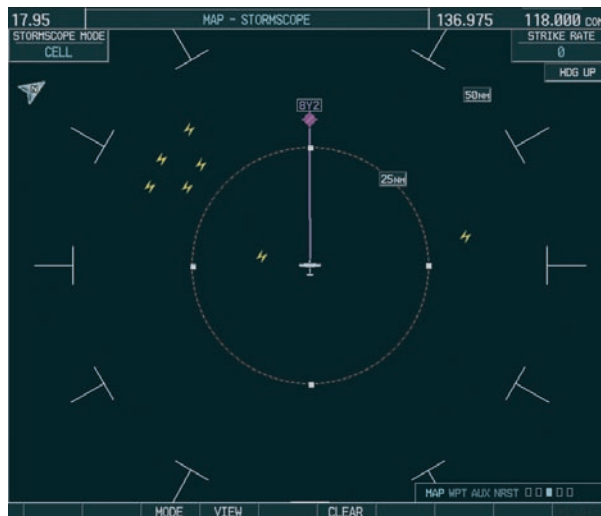 17.95 MAP - STORMSCOPE 136.975 118.000 COM
STORMSCOPE MODE
CELL
STRIKE RATE
0
HDG UP
N
50NM
8Y2
25NM
MAP WPT AUX NRST
MODE VIEW CLEAR